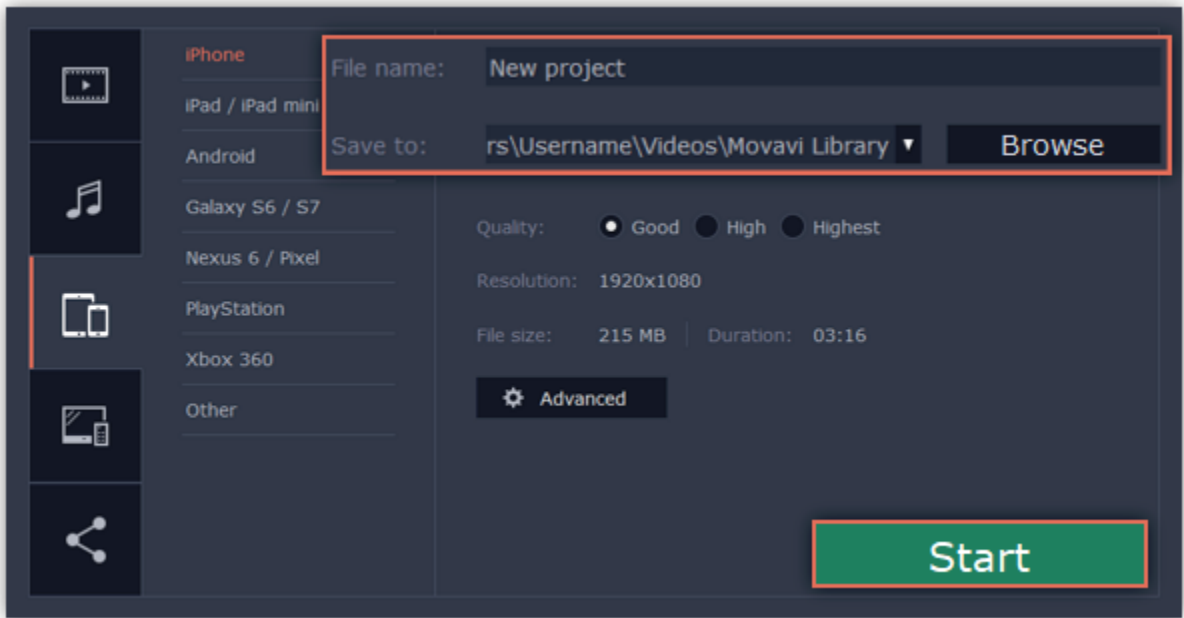 iPhone
iPad / iPad mini
Android
Galaxy S6 / S7
Nexus 6 / Pixel
PlayStation
Xbox 360
Other
File name: New project
Save to: rs\Username\Videos\Movavi Library Browse
Quality: Good High Highest
Resolution: 1920x1080
File size: 215 MB Duration: 03:16
Advanced
Start